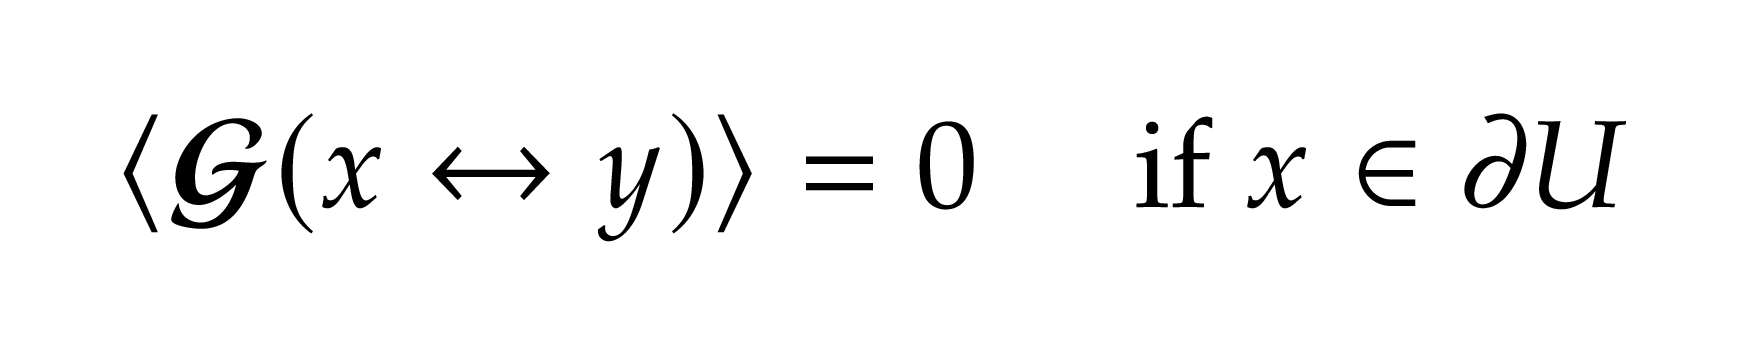 ⟨𝓖(x ↔ y)⟩ = 0 if x ∈ ∂U